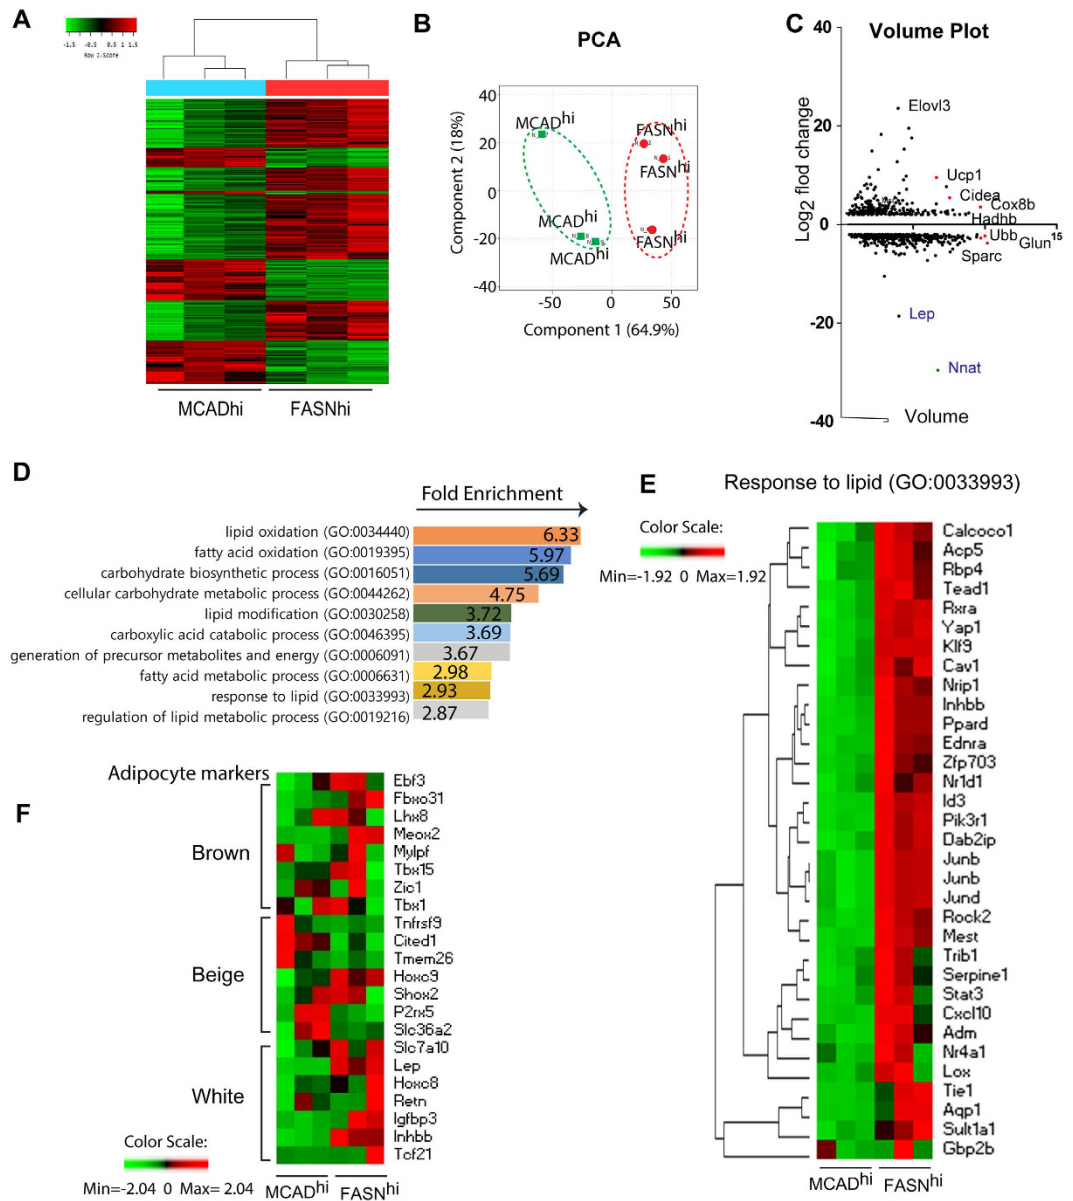 A
-1.5 -0.5 0.5 1 1.5
Row Z-Score
MCADhi FASNhi
B
PCA
Component 2 (18%)
40
20
0
-20
-40
MCADhi
FASNhi
FASNhi
MCADhi
MCADhi
FASNhi
-50 0 50
Component 1 (64.9%)
C
Volume Plot
Log2 flod change
40
20
0
-20
-40
15
Elovl3
Ucp1
Cidea
Cox8b
Hadhb
Ubb
Glun
Sparc
Lep
Nnat
Volume
D
Fold Enrichment
lipid oxidation (GO:0034440) 6.33
fatty acid oxidation (GO:0019395) 5.97
carbohydrate biosynthetic process (GO:0016051) 5.69
cellular carbohydrate metabolic process (GO:0044262) 4.75
lipid modification (GO:0030258) 3.72
carboxylic acid catabolic process (GO:0046395) 3.69
generation of precursor metabolites and energy (GO:0006091) 3.67
fatty acid metabolic process (GO:0006631) 2.98
response to lipid (GO:0033993) 2.93
regulation of lipid metabolic process (GO:0019216) 2.87
E
Response to lipid (GO:0033993)
Color Scale:
Min=-1.92 0 Max=1.92
Calcoco1
Acp5
Rbp4
Tead1
Rxra
Yap1
Klf9
Cav1
Nrip1
Inhbb
Ppard
Ednra
Zfp703
Nr1d1
Id3
Pik3r1
Dab2ip
Junb
Junb
Jund
Rock2
Mest
Trib1
Serpine1
Stat3
Cxcl10
Adm
Nr4a1
Lox
Tie1
Aqp1
Sult1a1
Gbp2b
MCADhi FASNhi
F
Adipocyte markers
Brown
Beige
White
Ebf3
Fbxo31
Lhx8
Meox2
Mylpf
Tbx15
Zic1
Tbx1
Tnfrsf9
Cited1
Tmem26
Hoxc9
Shox2
P2rx5
Slc36a2
Slc7a10
Lep
Hoxc8
Retn
Igfbp3
Inhbb
Tcf21
Color Scale:
Min=-2.04 0 Max= 2.04
MCADhi FASNhi